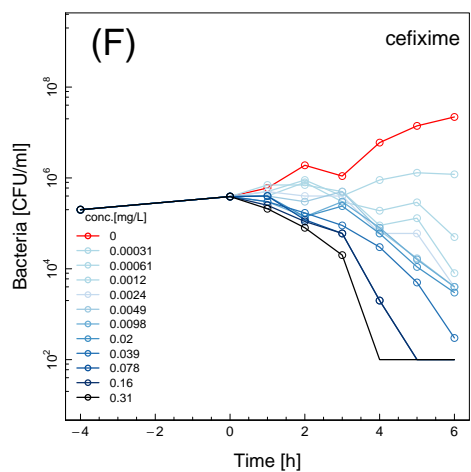 (F)
cefixime
Bacteria [CFU/ml]
10^8
10^6
10^4
10^2
conc.[mg/L]
0
0.00031
0.00061
0.0012
0.0024
0.0049
0.0098
0.02
0.039
0.078
0.16
0.31
−4 −2 0 2 4 6
Time [h]